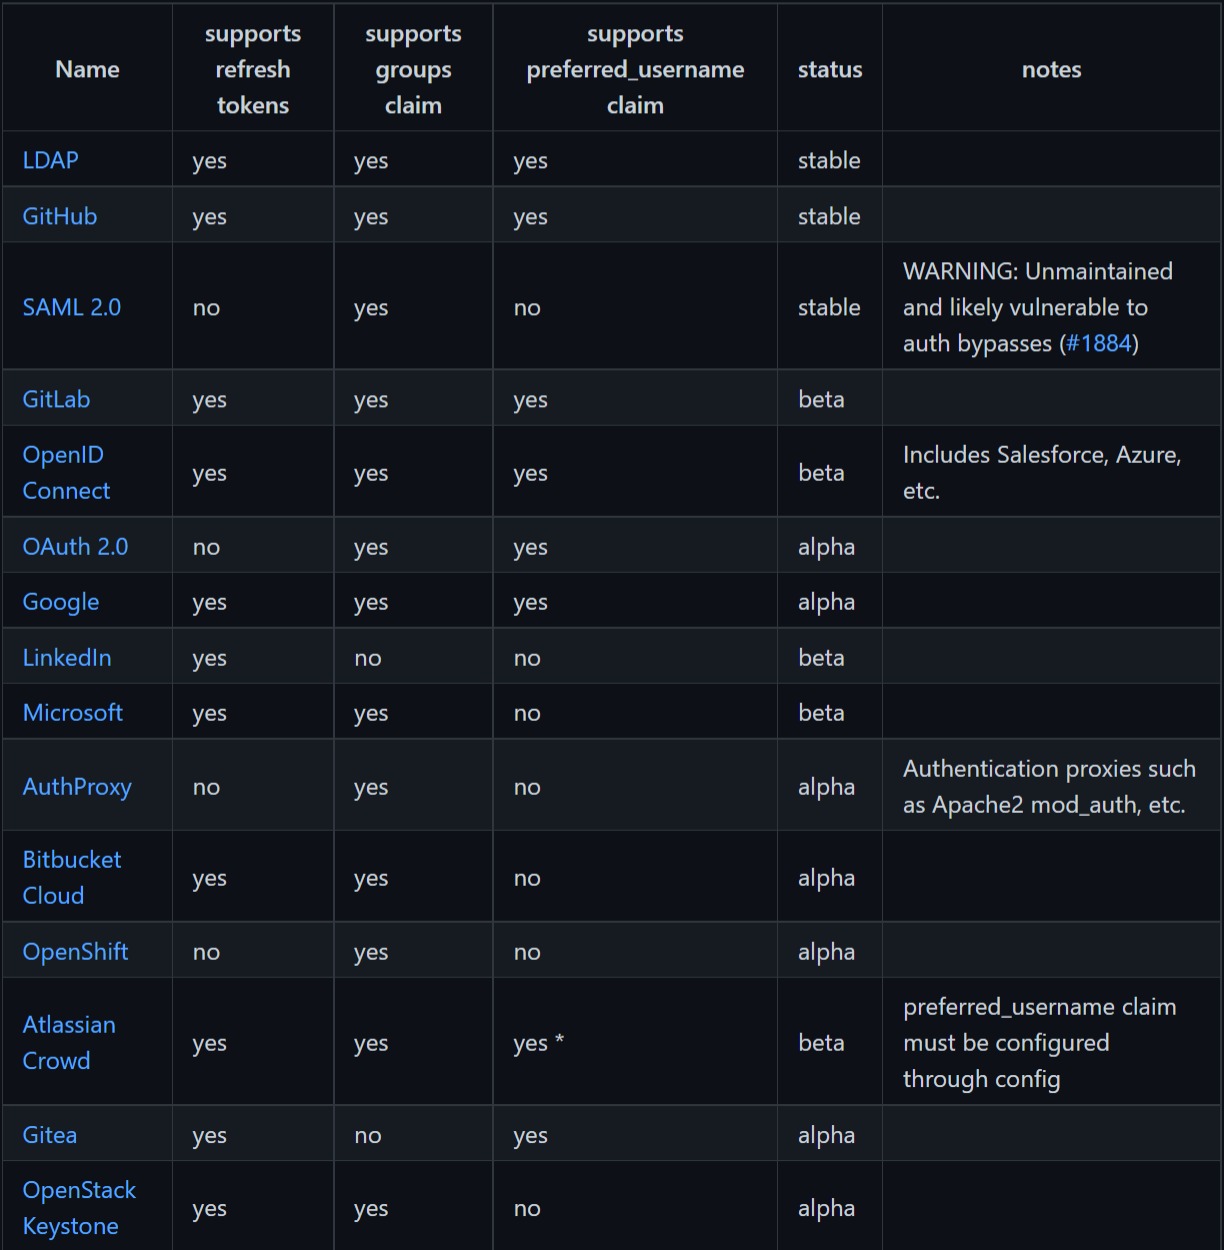 Name
supports
refresh
tokens
supports
groups
claim
supports
preferred_username
claim
status
notes
LDAP yes yes yes stable
GitHub yes yes yes stable
SAML 2.0 no yes no stable
WARNING: Unmaintained
and likely vulnerable to
auth bypasses (#1884)
GitLab yes yes yes beta
OpenID
Connect
yes yes yes beta
Includes Salesforce, Azure,
etc.
OAuth 2.0 no yes yes alpha
Google yes yes yes alpha
LinkedIn yes no no beta
Microsoft yes yes no beta
AuthProxy no yes no alpha
Authentication proxies such
as Apache2 mod_auth, etc.
Bitbucket
Cloud
yes yes no alpha
OpenShift no yes no alpha
Atlassian
Crowd
yes yes yes * beta
preferred_username claim
must be configured
through config
Gitea yes no yes alpha
OpenStack
Keystone
yes yes no alpha